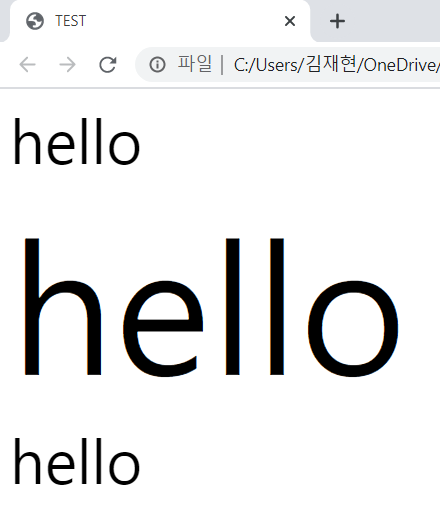 TEST
파일 | C:/Users/김재현/OneDrive/
hello
hello
hello